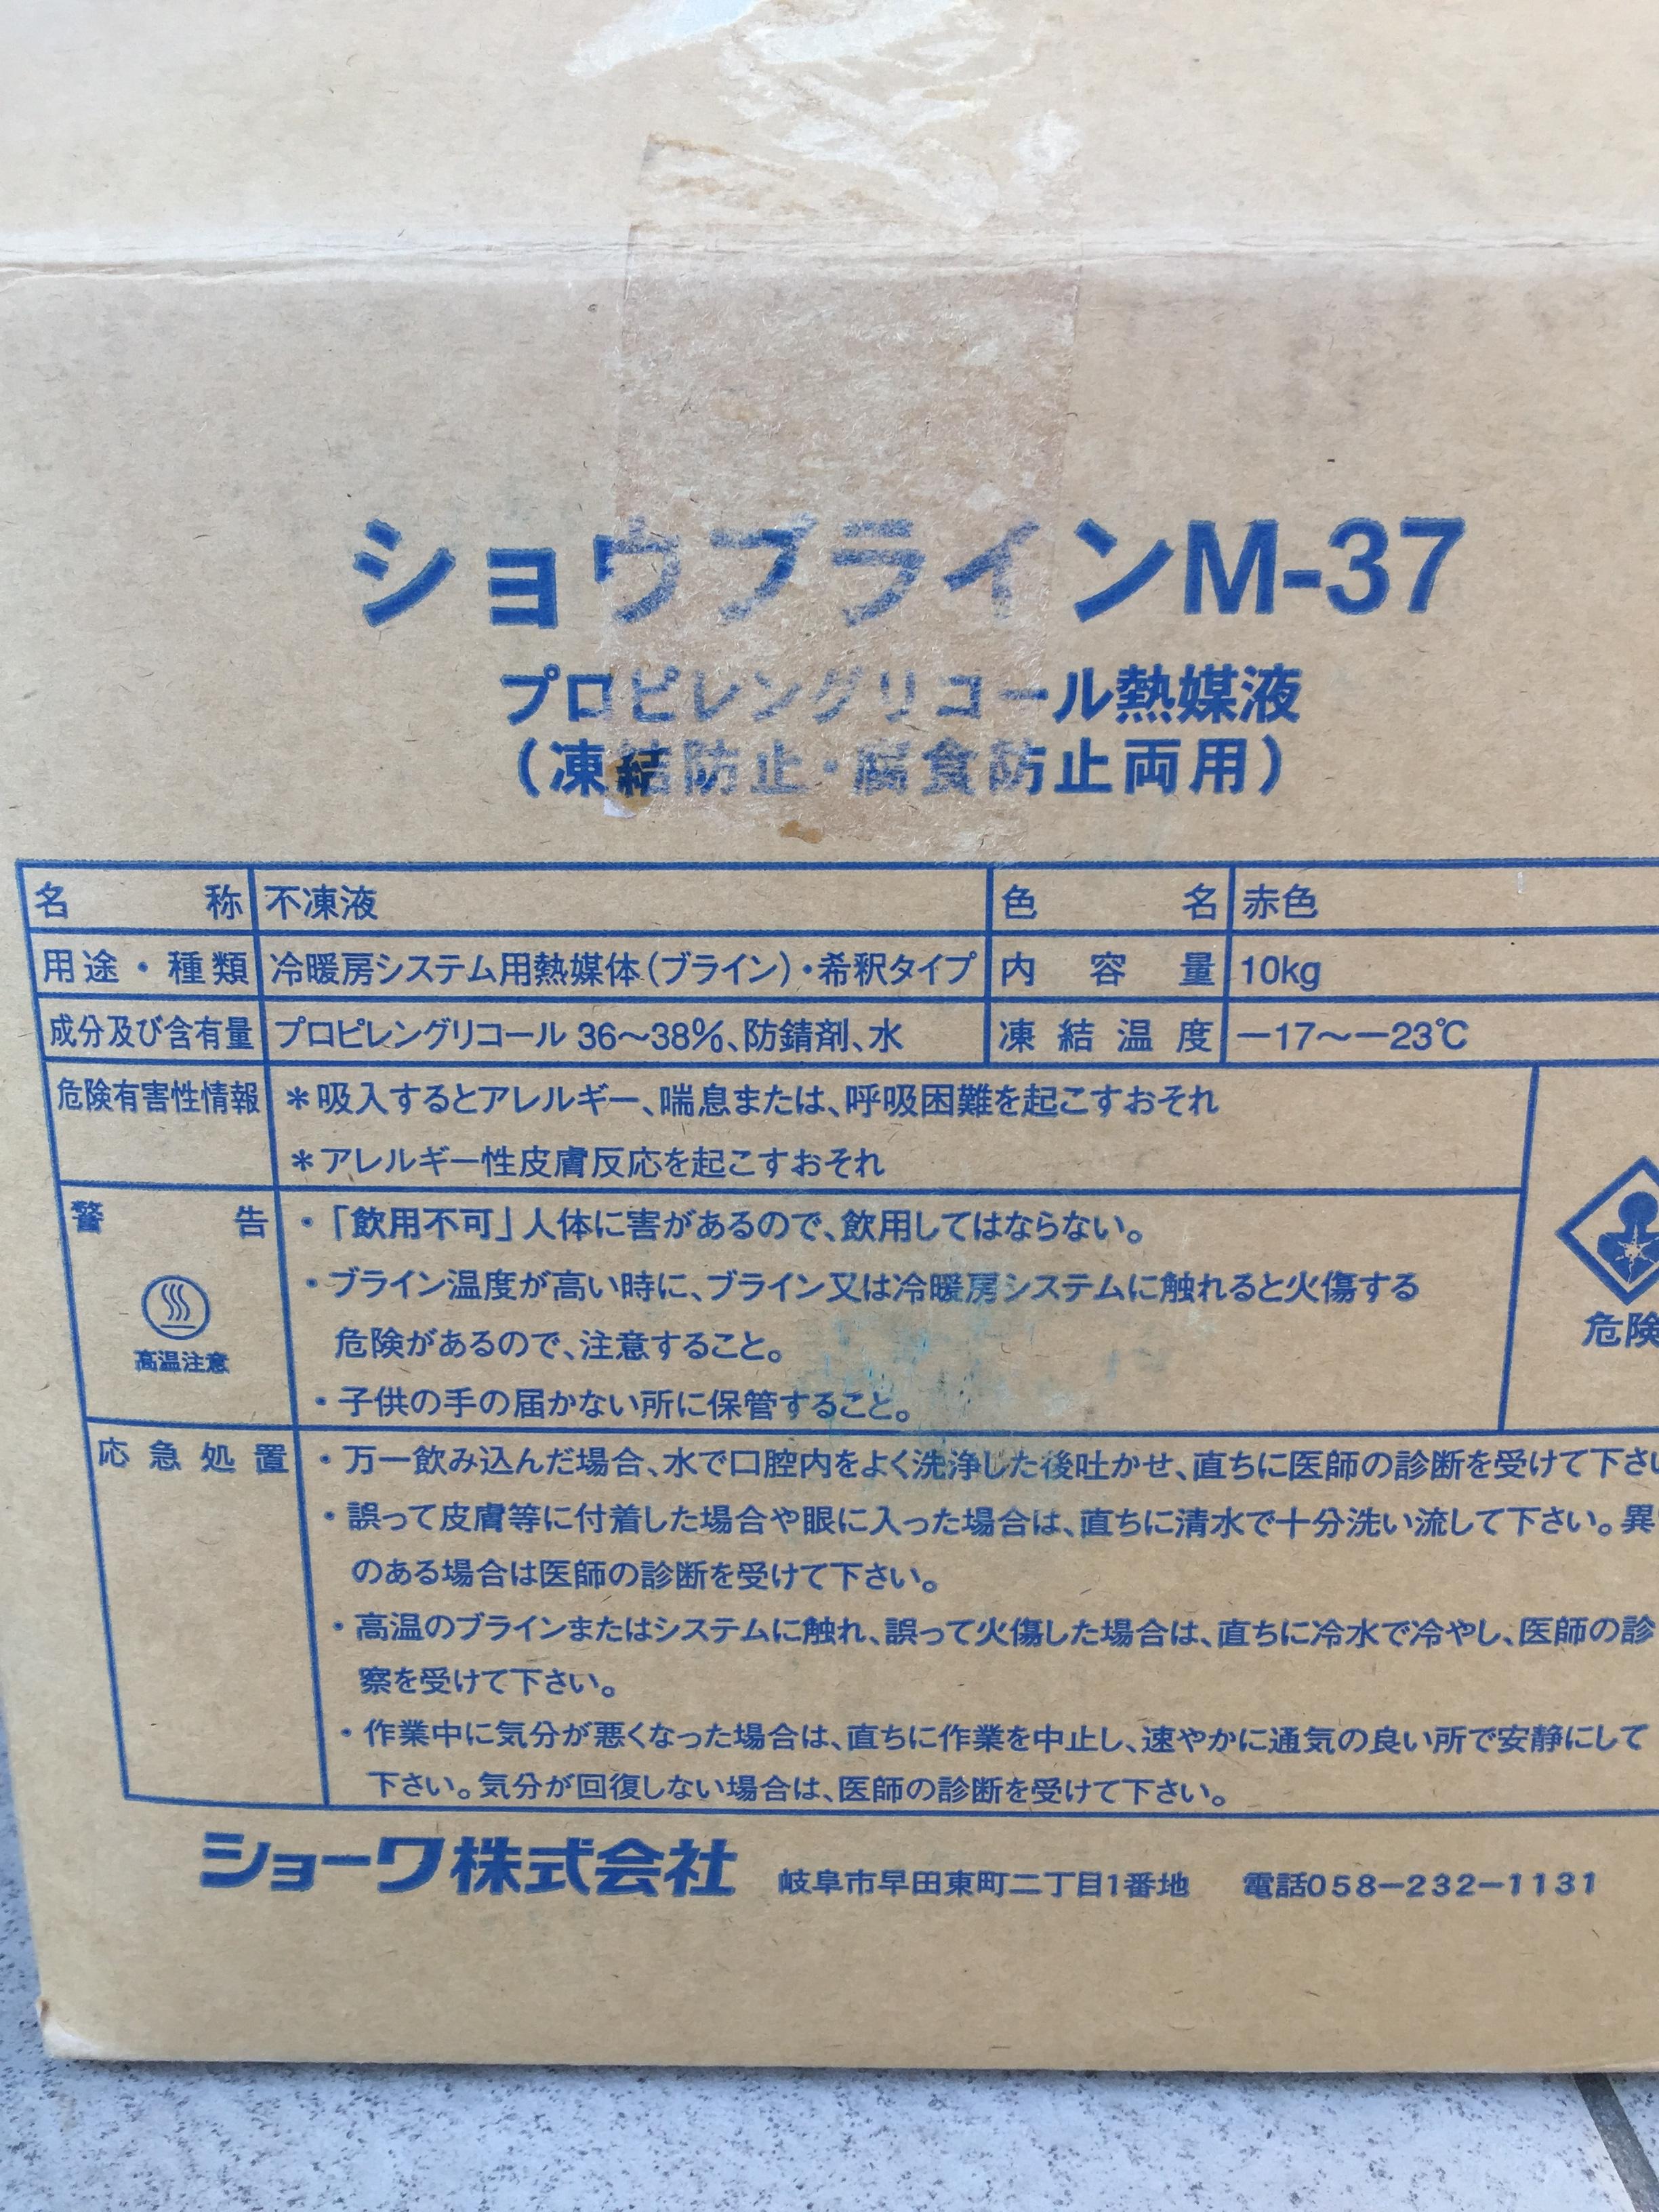 ショウブラインM-37
プロピレングリコール熱媒液
（凍結防止・腐食防止両用）
名称 不凍液 色名 赤色
用途・種類 冷暖房システム用熱媒体（ブライン）・希釈タイプ 内容量 10kg
成分及び含有量 プロピレングリコール 36〜38%、防錆剤、水 凍結温度 −17〜−23℃
危険有害性情報 ＊吸入するとアレルギー、喘息または、呼吸困難を起こすおそれ
＊アレルギー性皮膚反応を起こすおそれ
警告 ・「飲用不可」人体に害があるので、飲用してはならない。
・ブライン温度が高い時に、ブライン又は冷暖房システムに触れると火傷する
危険があるので、注意すること。
高温注意
・子供の手の届かない所に保管すること。
危険
応急処置 ・万一飲み込んだ場合、水で口腔内をよく洗浄した後吐かせ、直ちに医師の診断を受けて下さい
・誤って皮膚等に付着した場合や眼に入った場合は、直ちに清水で十分洗い流して下さい。異
のある場合は医師の診断を受けて下さい。
・高温のブラインまたはシステムに触れ、誤って火傷した場合は、直ちに冷水で冷やし、医師の診
察を受けて下さい。
・作業中に気分が悪くなった場合は、直ちに作業を中止し、速やかに通気の良い所で安静にして
下さい。気分が回復しない場合は、医師の診断を受けて下さい。
ショーワ株式会社 岐阜市早田東町二丁目1番地 電話058−232−1131